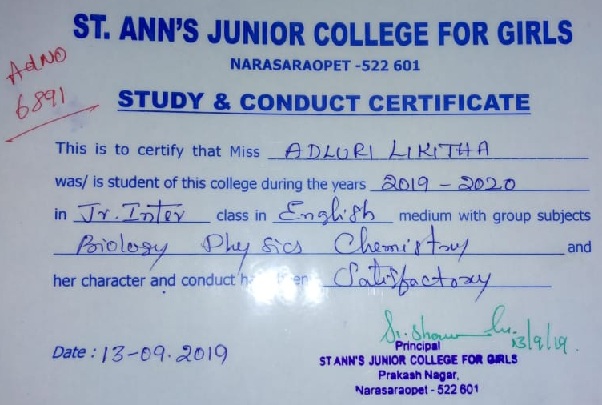 ST. ANN'S JUNIOR COLLEGE FOR GIRLS
NARASARAOPET -522 601
AdNO
6891
STUDY & CONDUCT CERTIFICATE
This is to certify that Miss ADLURI LIKITHA
was/ is student of this college during the years 2019 - 2020
in Jr. Inter class in English medium with group subjects
Biology Physics Chemistry and
her character and conduct Satisfactory
Sr. 13/9/19.
Principal
Date : 13-09-2019
ST ANN'S JUNIOR COLLEGE FOR GIRLS
Prakash Nagar,
Narasaraopet - 522 601